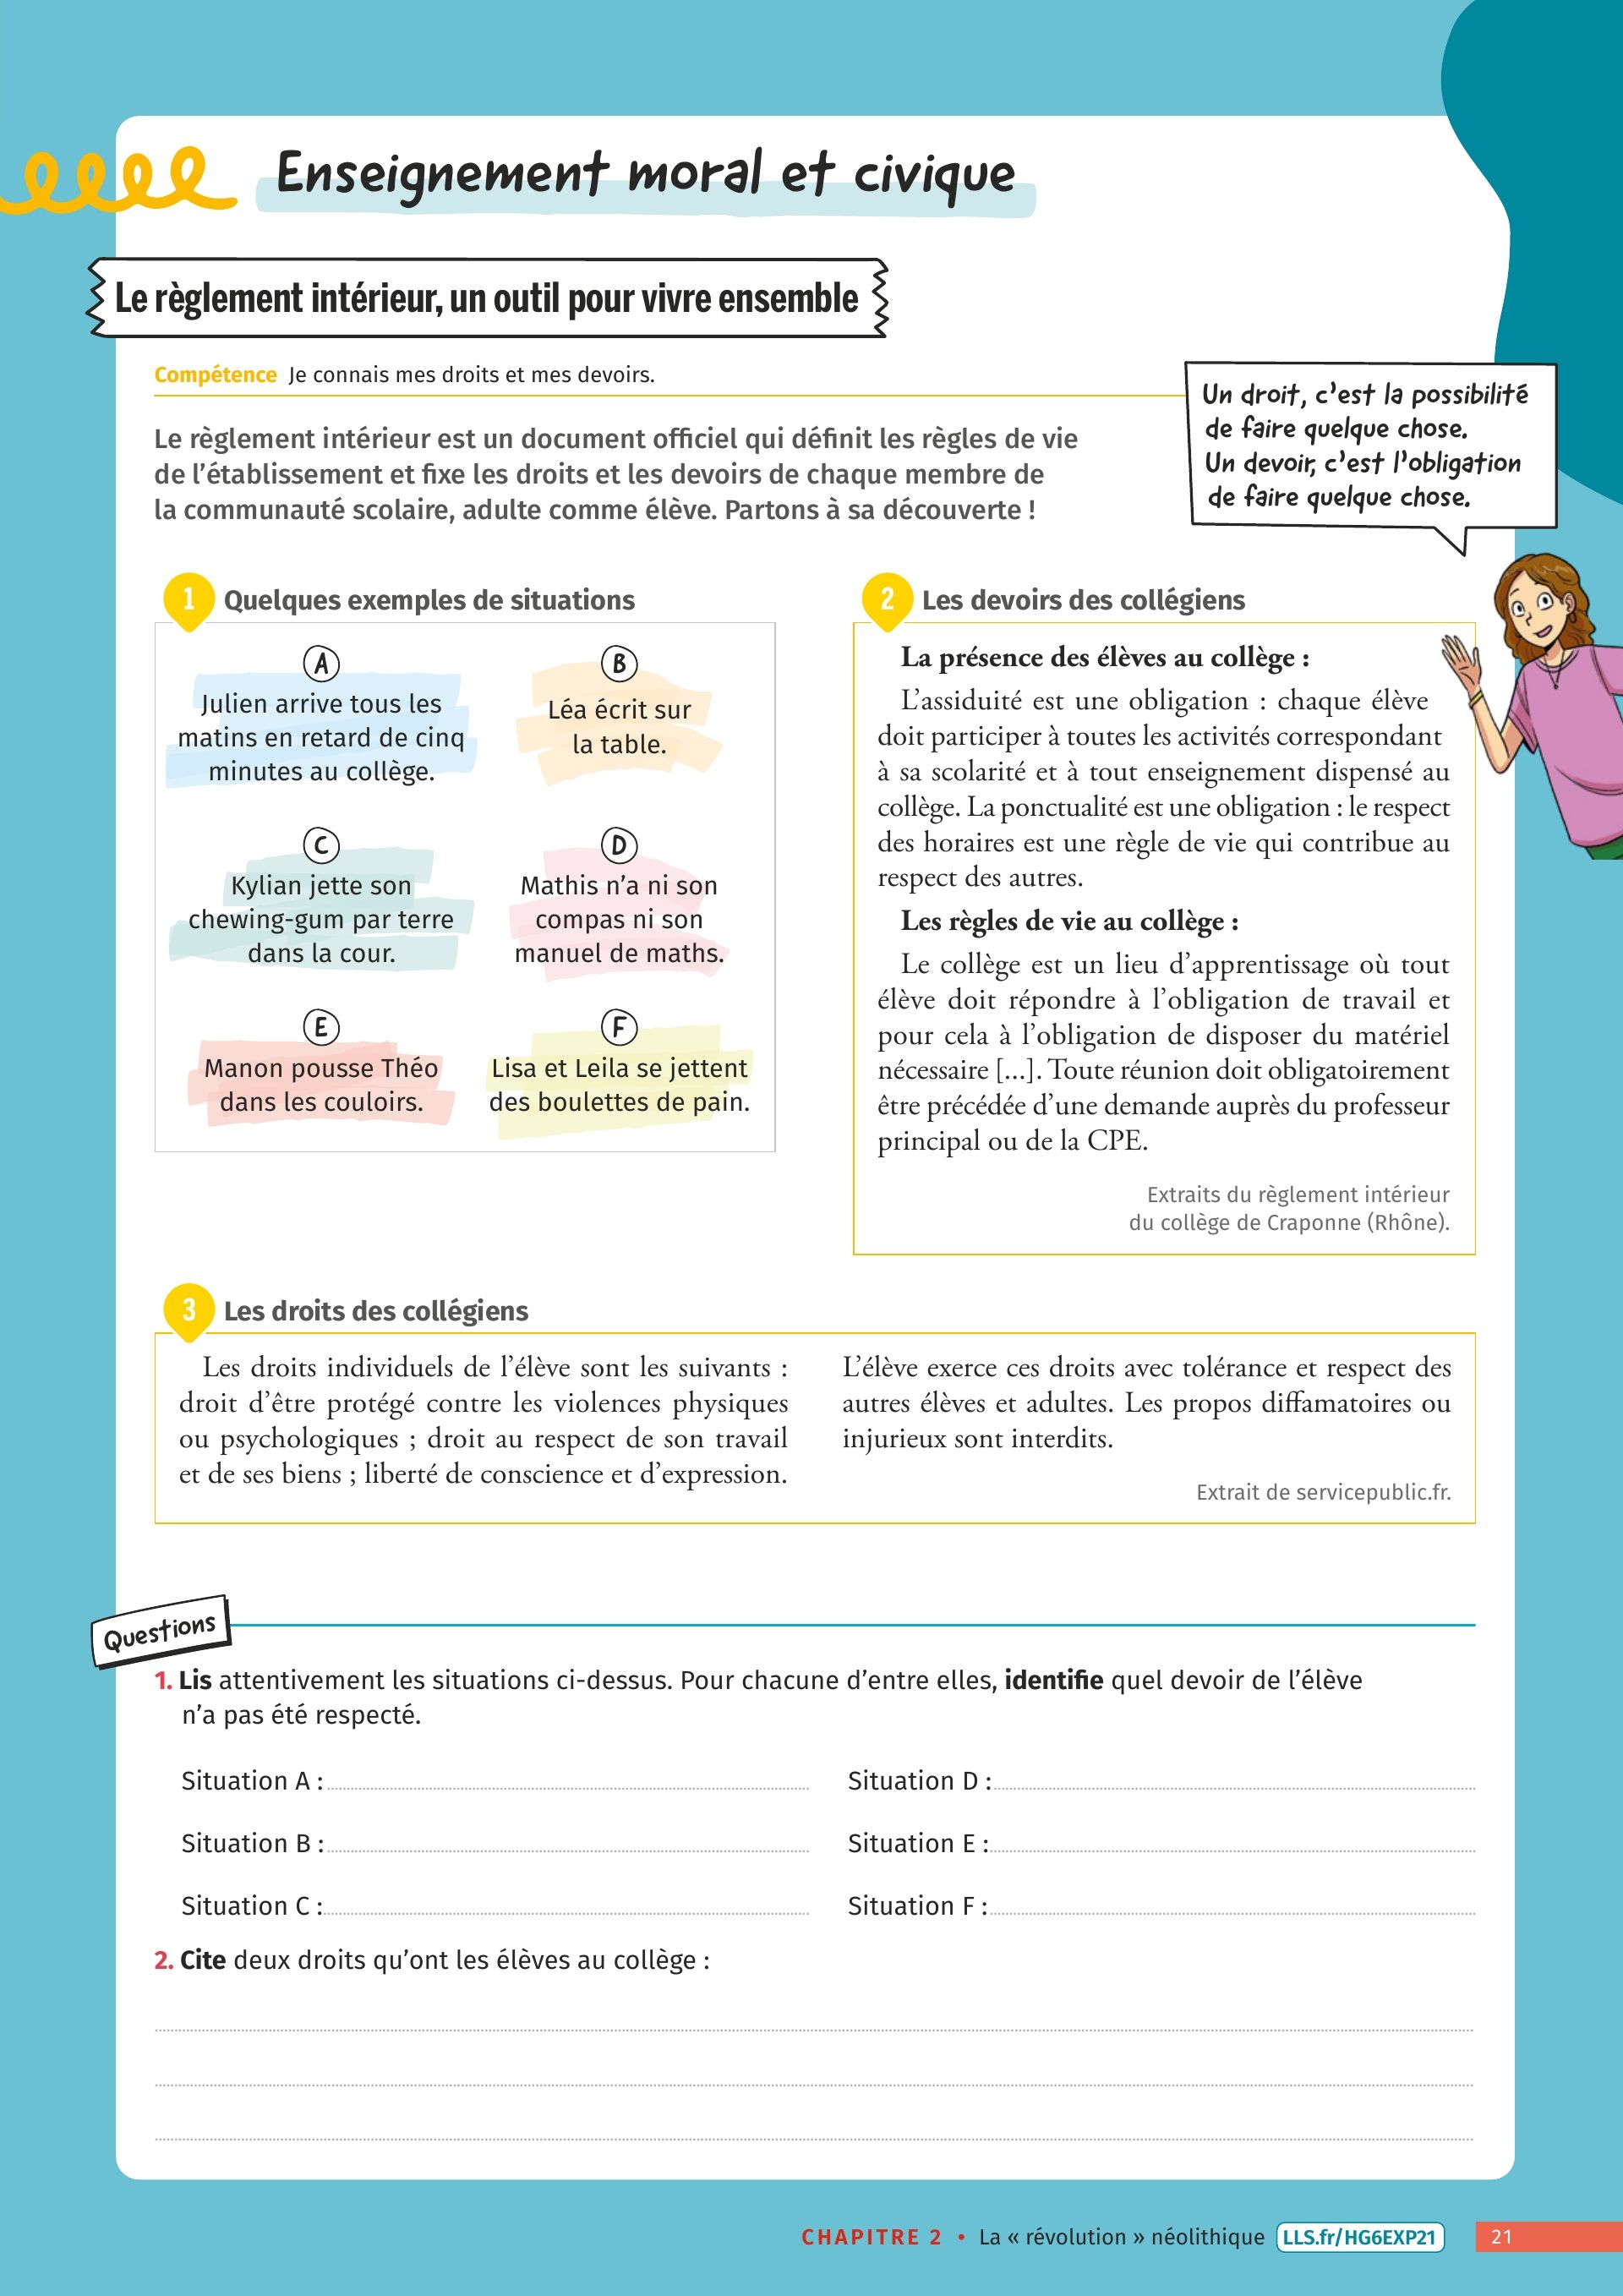 Enseignement moral et civique
Le règlement intérieur, un outil pour vivre ensemble
Compétence Je connais mes droits et mes devoirs.
Un droit, c'est la possibilité
de faire quelque chose.
Un devoir, c'est l'obligation
de faire quelque chose.
Le règlement intérieur est un document officiel qui définit les règles de vie
de l'établissement et fixe les droits et les devoirs de chaque membre de
la communauté scolaire, adulte comme élève. Partons à sa découverte !
1 Quelques exemples de situations
A
Julien arrive tous les
matins en retard de cinq
minutes au collège.
B
Léa écrit sur
la table.
C
Kylian jette son
chewing-gum par terre
dans la cour.
D
Mathis n'a ni son
compas ni son
manuel de maths.
E
Manon pousse Théo
dans les couloirs.
F
Lisa et Leila se jettent
des boulettes de pain.
2 Les devoirs des collégiens
La présence des élèves au collège :
L'assiduité est une obligation : chaque élève
doit participer à toutes les activités correspondant
à sa scolarité et à tout enseignement dispensé au
collège. La ponctualité est une obligation : le respect
des horaires est une règle de vie qui contribue au
respect des autres.
Les règles de vie au collège :
Le collège est un lieu d'apprentissage où tout
élève doit répondre à l'obligation de travail et
pour cela à l'obligation de disposer du matériel
nécessaire [...]. Toute réunion doit obligatoirement
être précédée d'une demande auprès du professeur
principal ou de la CPE.
Extraits du règlement intérieur
du collège de Craponne (Rhône).
3 Les droits des collégiens
Les droits individuels de l'élève sont les suivants :
droit d'être protégé contre les violences physiques
ou psychologiques ; droit au respect de son travail
et de ses biens ; liberté de conscience et d'expression.
L'élève exerce ces droits avec tolérance et respect des
autres élèves et adultes. Les propos diffamatoires ou
injurieux sont interdits.
Extrait de servicepublic.fr.
Questions
1. Lis attentivement les situations ci-dessus. Pour chacune d'entre elles, identifie quel devoir de l'élève
n'a pas été respecté.
Situation A :
Situation D :
Situation B :
Situation E :
Situation C :
Situation F :
2. Cite deux droits qu'ont les élèves au collège :
CHAPITRE 2 • La « révolution » néolithique LLS.fr/HG6EXP21 21